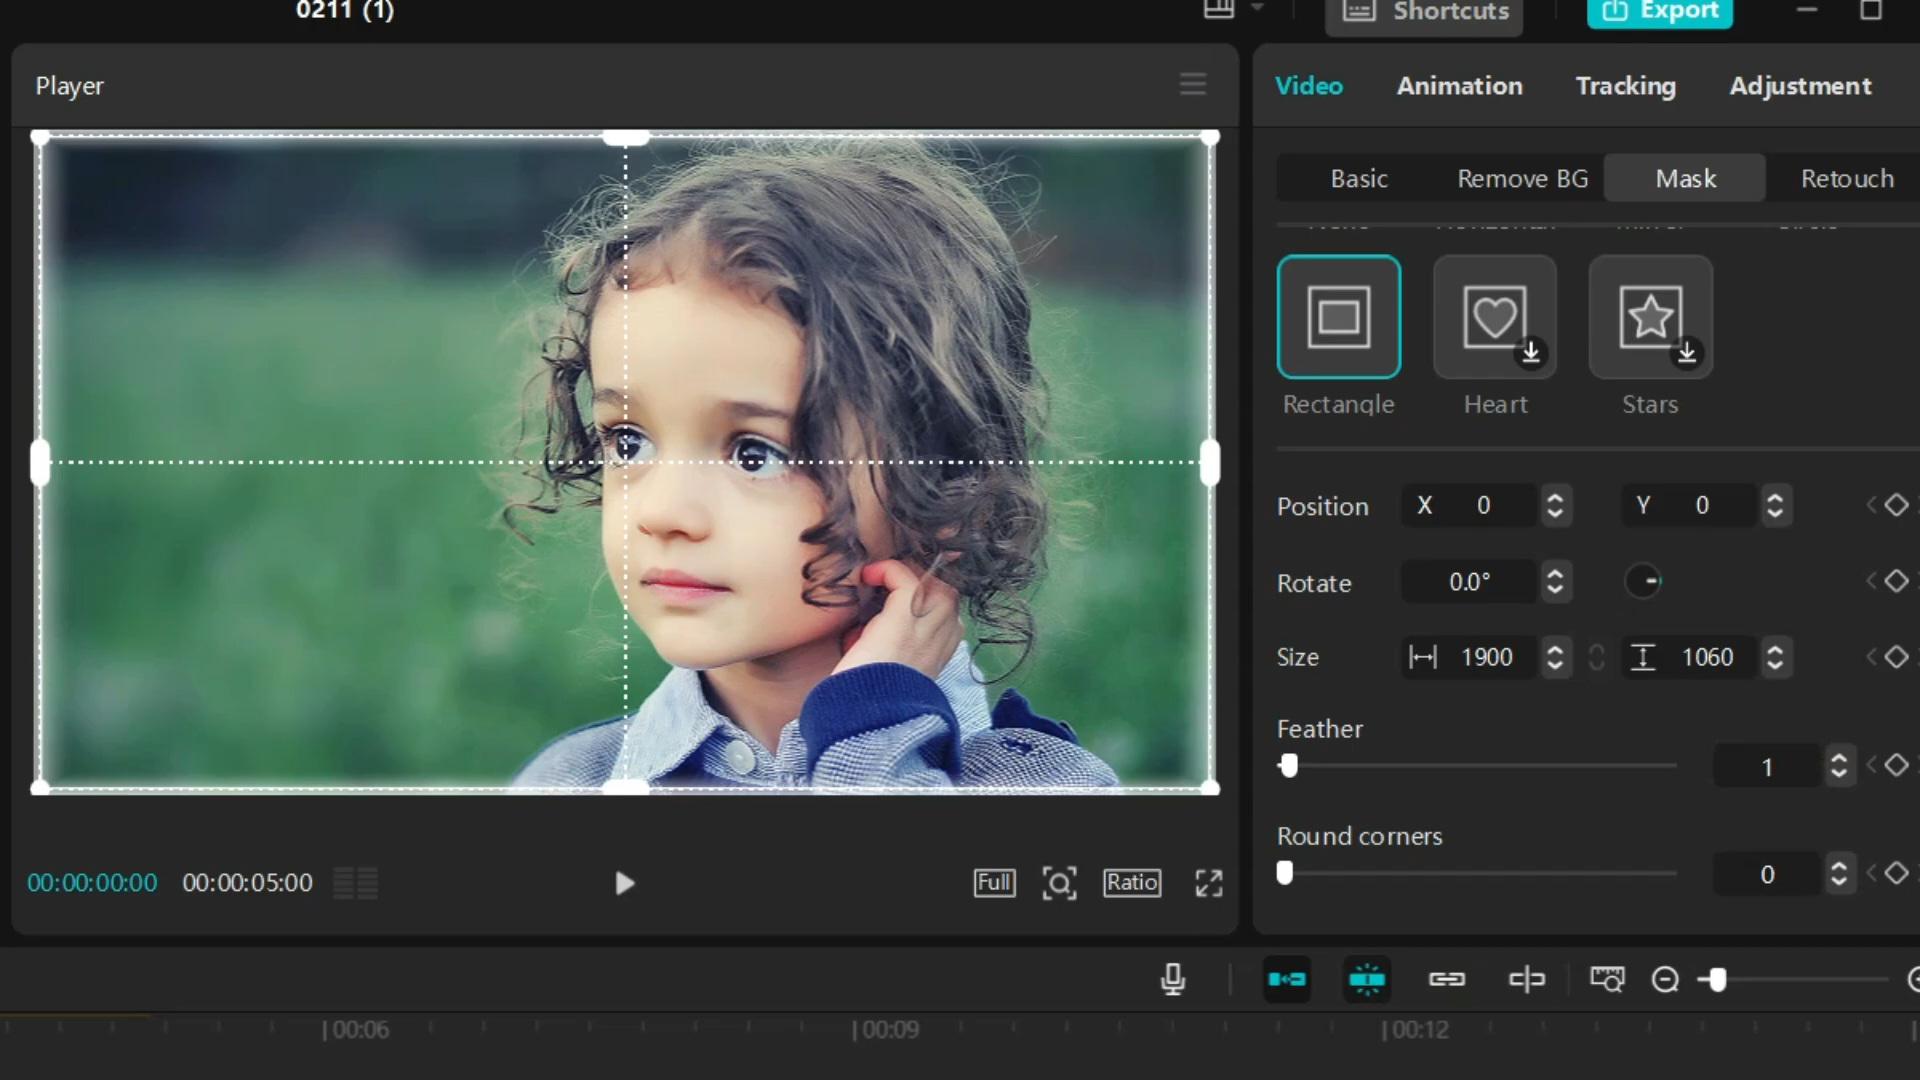 0211 (1)
Shortcuts
Export
Player
Video Animation Tracking Adjustment
Basic Remove BG Mask Retouch
Rectangle Heart Stars
Position X 0 Y 0
Rotate 0.0°
Size 1900 1060
Feather
1
Round corners
0
00:00:00:00 00:00:05:00 Full Ratio
00:06 00:09 00:12